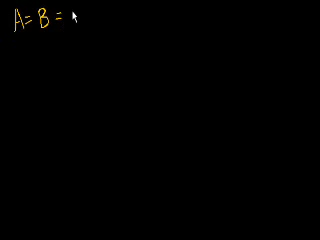 A = B =